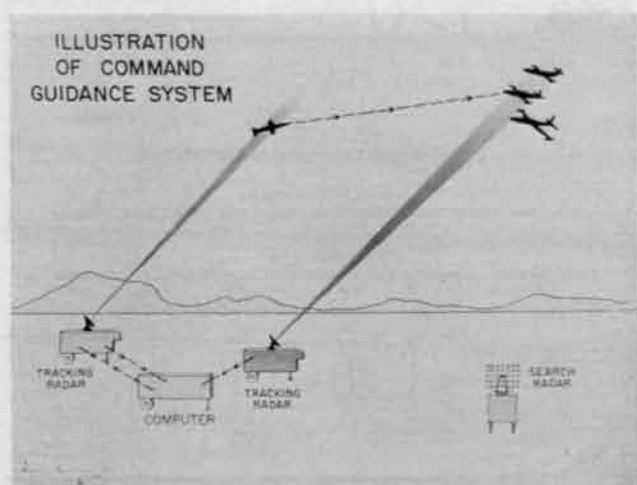 ILLUSTRATION
OF COMMAND
GUIDANCE SYSTEM
TRACKING
RADAR
COMPUTER
TRACKING
RADAR
SEARCH
RADAR